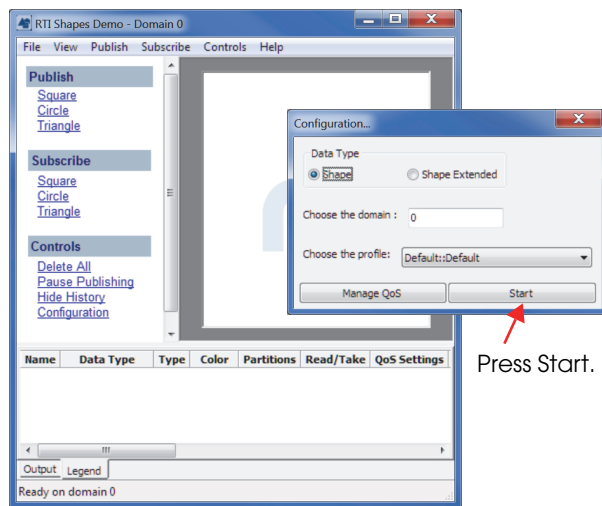 RTI Shapes Demo - Domain 0
File View Publish Subscribe Controls Help
Publish
Square
Circle
Triangle
Subscribe
Square
Circle
Triangle
Controls
Delete All
Pause Publishing
Hide History
Configuration
Configuration...
Data Type
Shape Shape Extended
Choose the domain : 0
Choose the profile: Default::Default
Manage QoS Start
Press Start.
Name Data Type Type Color Partitions Read/Take QoS Settings
Output Legend
Ready on domain 0